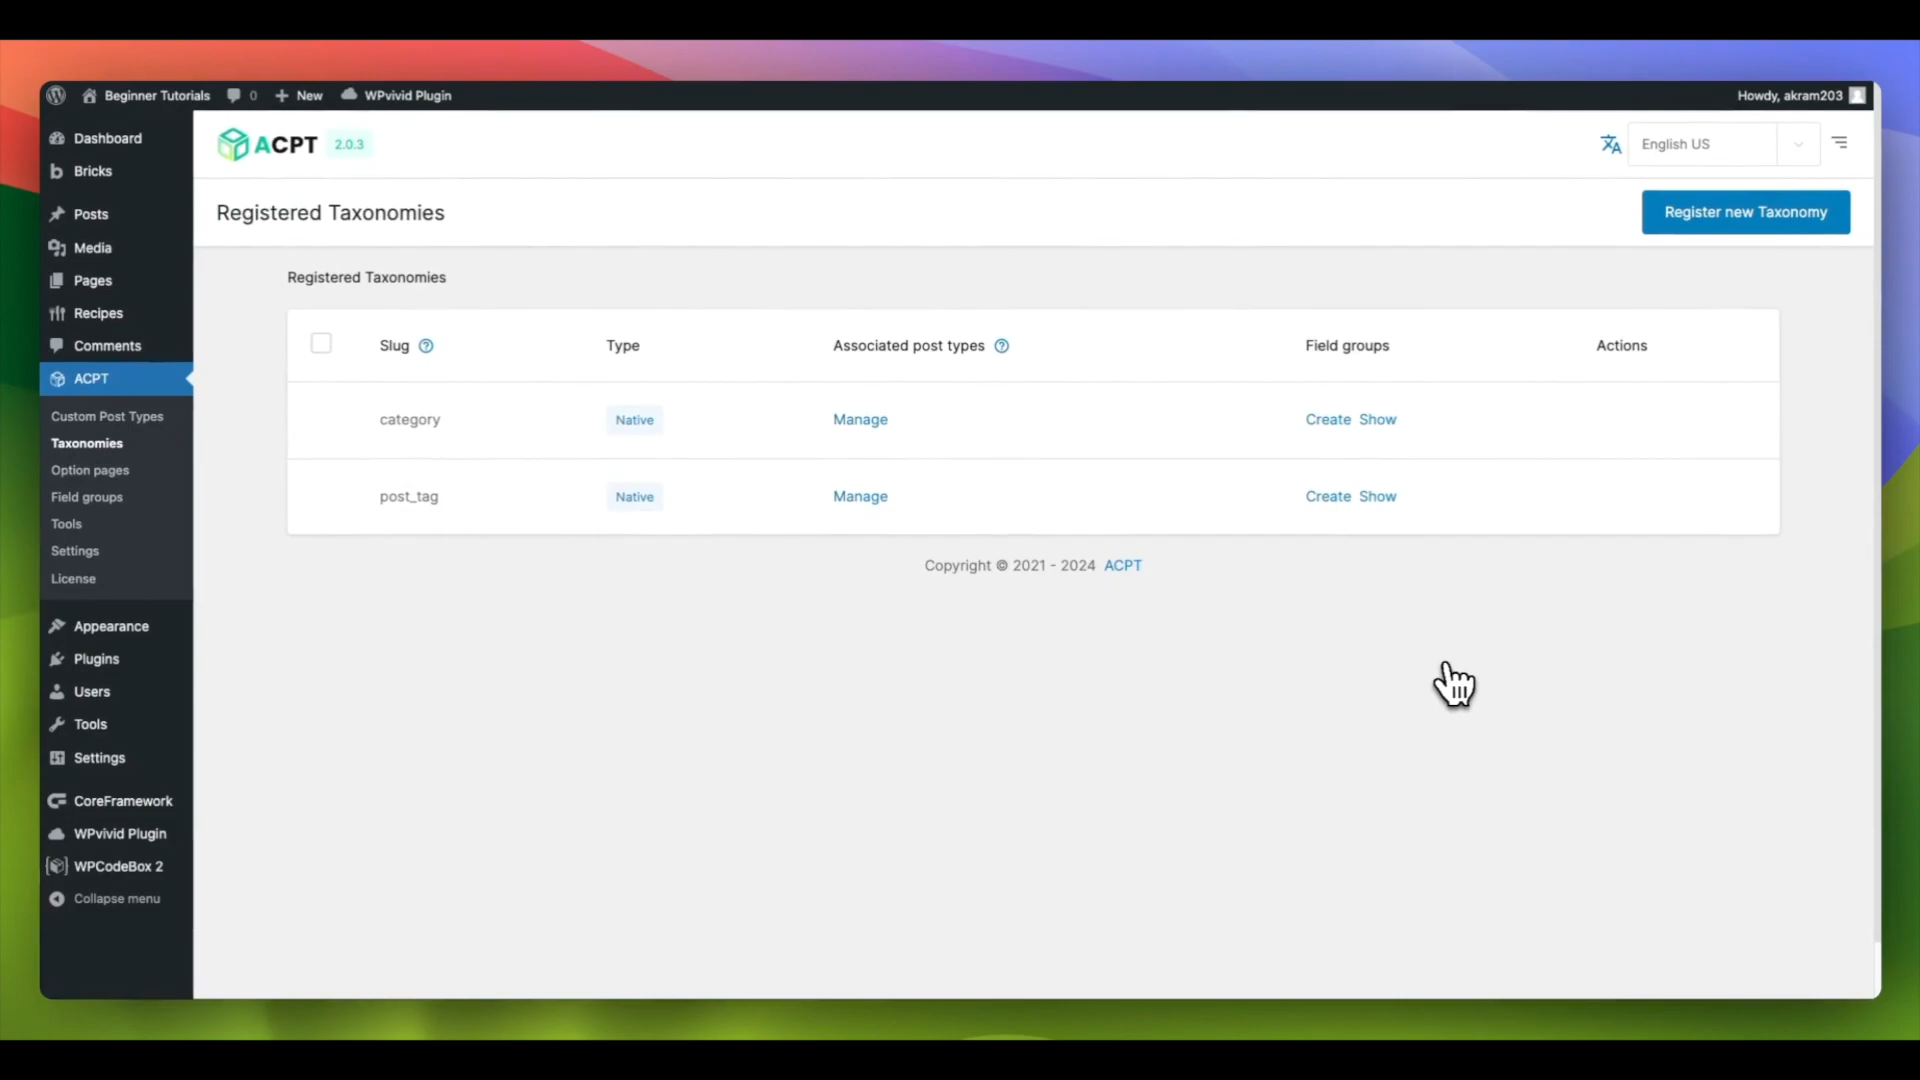 Beginner Tutorials 0 New WPvivid Plugin Howdy, akram203
Dashboard
Bricks
Posts
Media
Pages
Recipes
Comments
ACPT
Custom Post Types
Taxonomies
Option pages
Field groups
Tools
Settings
License
Appearance
Plugins
Users
Tools
Settings
CoreFramework
WPvivid Plugin
WPCodeBox 2
Collapse menu
ACPT 2.0.3 English US
Registered Taxonomies Register new Taxonomy
Registered Taxonomies
Slug Type Associated post types Field groups Actions
category Native Manage Create Show
post_tag Native Manage Create Show
Copyright © 2021 - 2024 ACPT